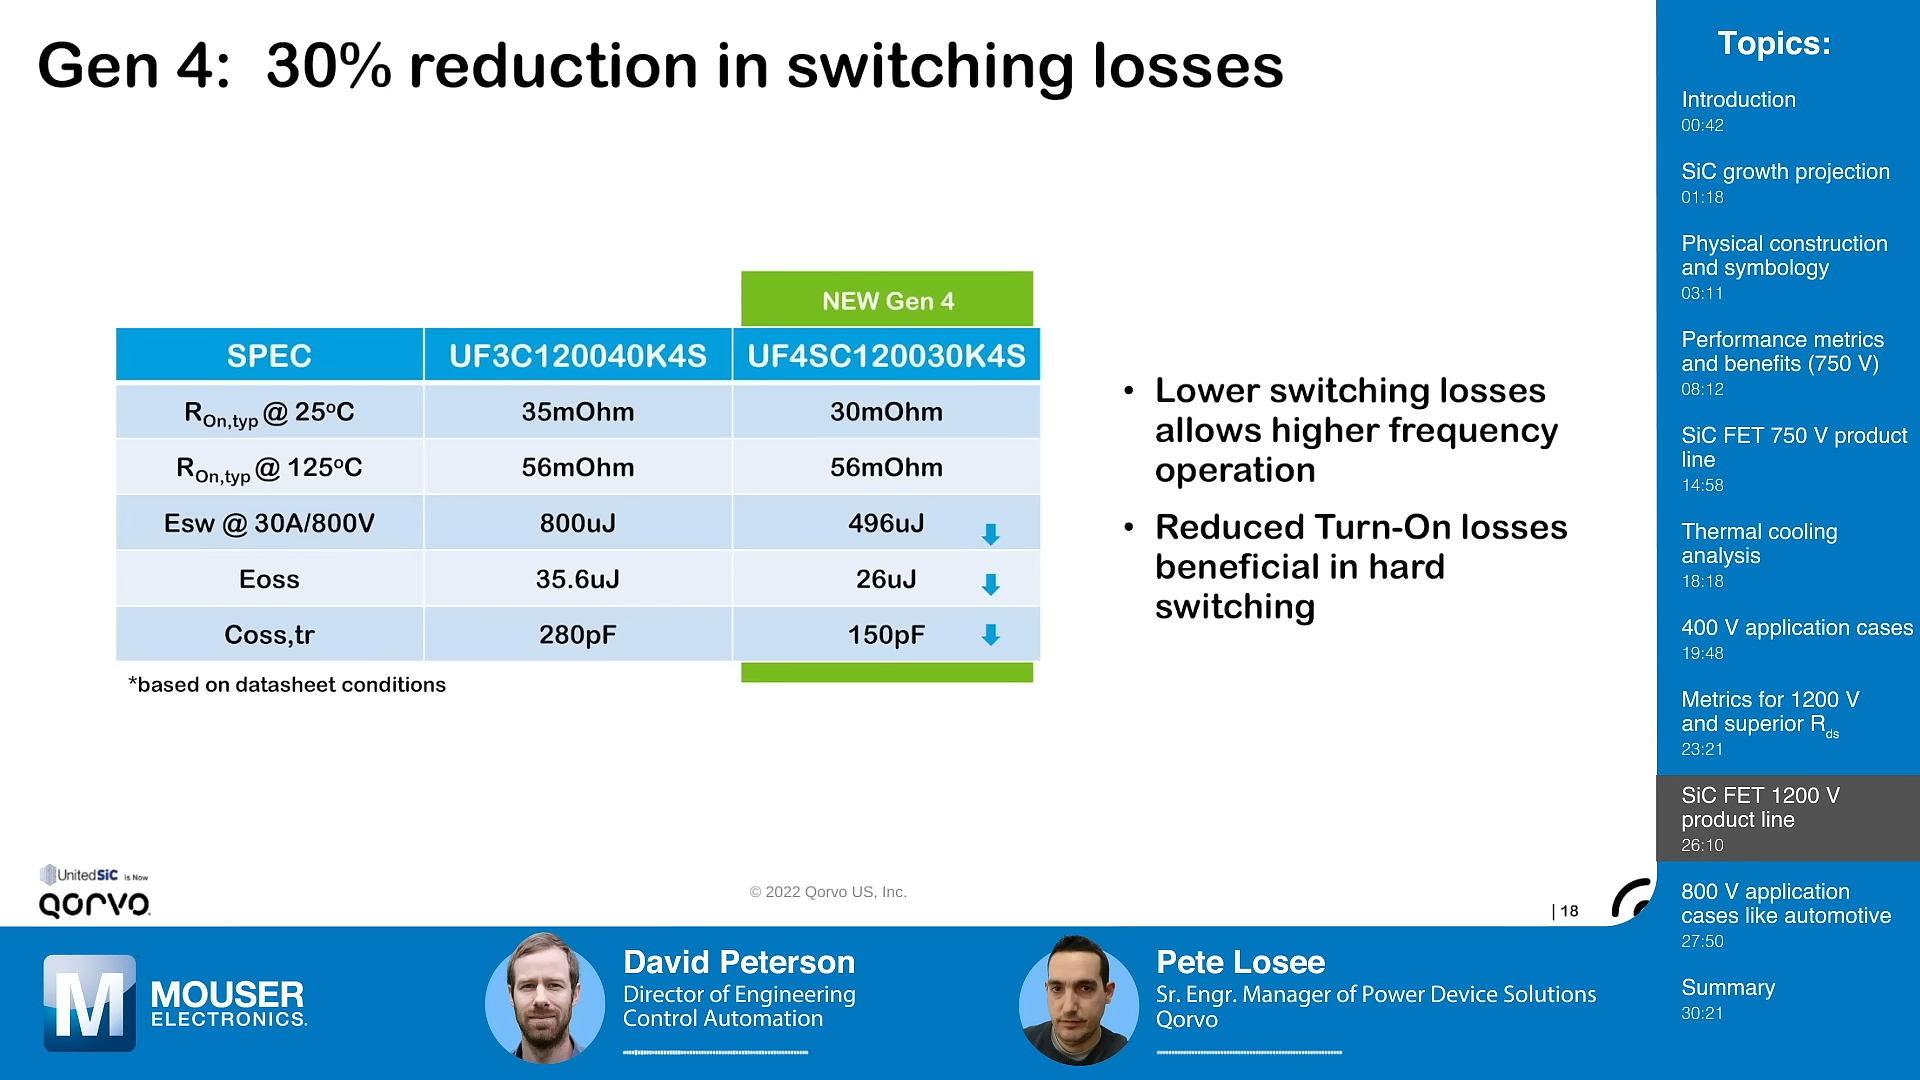 Gen 4: 30% reduction in switching losses
NEW Gen 4
SPEC UF3C120040K4S UF4SC120030K4S
R_On,typ @ 25°C 35mOhm 30mOhm
R_On,typ @ 125°C 56mOhm 56mOhm
Esw @ 30A/800V 800uJ 496uJ
Eoss 35.6uJ 26uJ
Coss,tr 280pF 150pF
*based on datasheet conditions
• Lower switching losses
allows higher frequency
operation
• Reduced Turn-On losses
beneficial in hard
switching
UnitedSiC is Now
QORVO
© 2022 Qorvo US, Inc.
| 18
Topics:
Introduction
00:42
SiC growth projection
01:18
Physical construction
and symbology
03:11
Performance metrics
and benefits (750 V)
08:12
SiC FET 750 V product
line
14:58
Thermal cooling
analysis
18:18
400 V application cases
19:48
Metrics for 1200 V
and superior R_ds
23:21
SiC FET 1200 V
product line
26:10
800 V application
cases like automotive
27:50
Summary
30:21
M
MOUSER
ELECTRONICS.
David Peterson
Director of Engineering
Control Automation
Pete Losee
Sr. Engr. Manager of Power Device Solutions
Qorvo